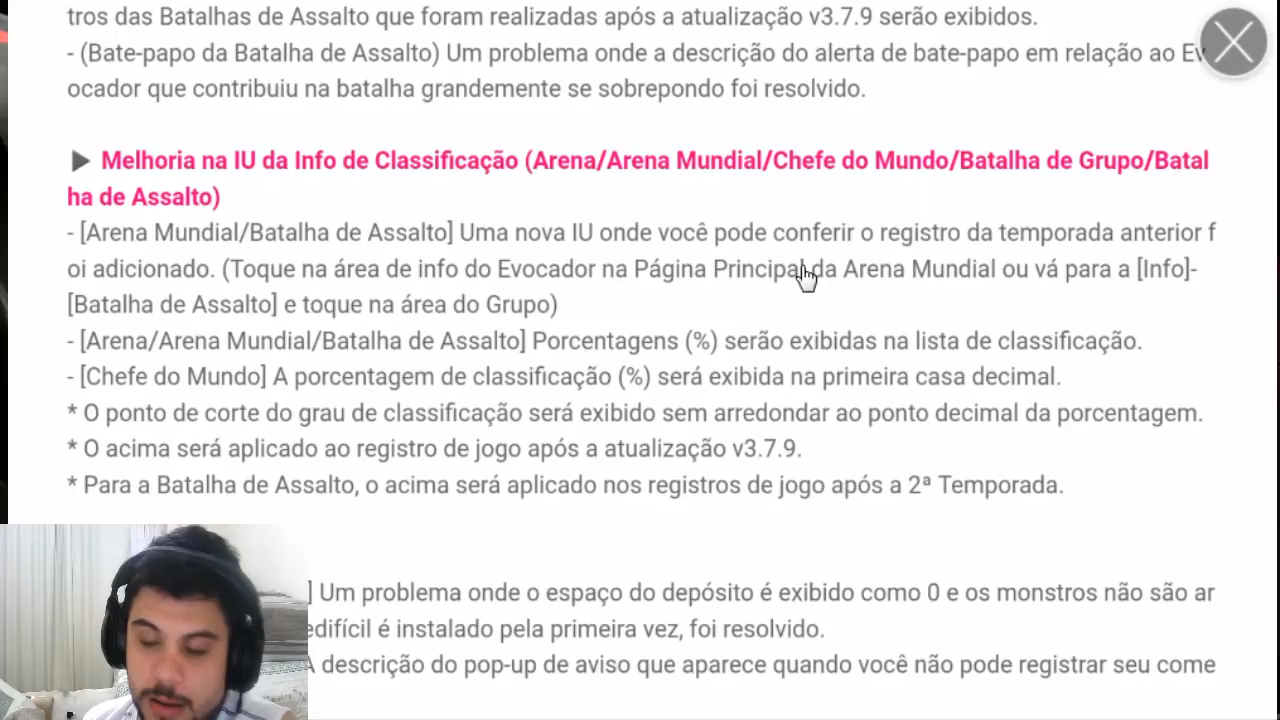 tros das Batalhas de Assalto que foram realizadas após a atualização v3.7.9 serão exibidos.
- (Bate-papo da Batalha de Assalto) Um problema onde a descrição do alerta de bate-papo em relação ao Ev
ocador que contribuiu na batalha grandemente se sobrepondo foi resolvido.
▶ Melhoria na IU da Info de Classificação (Arena/Arena Mundial/Chefe do Mundo/Batalha de Grupo/Batal
ha de Assalto)
- [Arena Mundial/Batalha de Assalto] Uma nova IU onde você pode conferir o registro da temporada anterior f
oi adicionado. (Toque na área de info do Evocador na Página Principal da Arena Mundial ou vá para a [Info]-
[Batalha de Assalto] e toque na área do Grupo)
- [Arena/Arena Mundial/Batalha de Assalto] Porcentagens (%) serão exibidas na lista de classificação.
- [Chefe do Mundo] A porcentagem de classificação (%) será exibida na primeira casa decimal.
* O ponto de corte do grau de classificação será exibido sem arredondar ao ponto decimal da porcentagem.
* O acima será aplicado ao registro de jogo após a atualização v3.7.9.
* Para a Batalha de Assalto, o acima será aplicado nos registros de jogo após a 2ª Temporada.
] Um problema onde o espaço do depósito é exibido como 0 e os monstros não são ar
edifício é instalado pela primeira vez, foi resolvido.
A descrição do pop-up de aviso que aparece quando você não pode registrar seu come